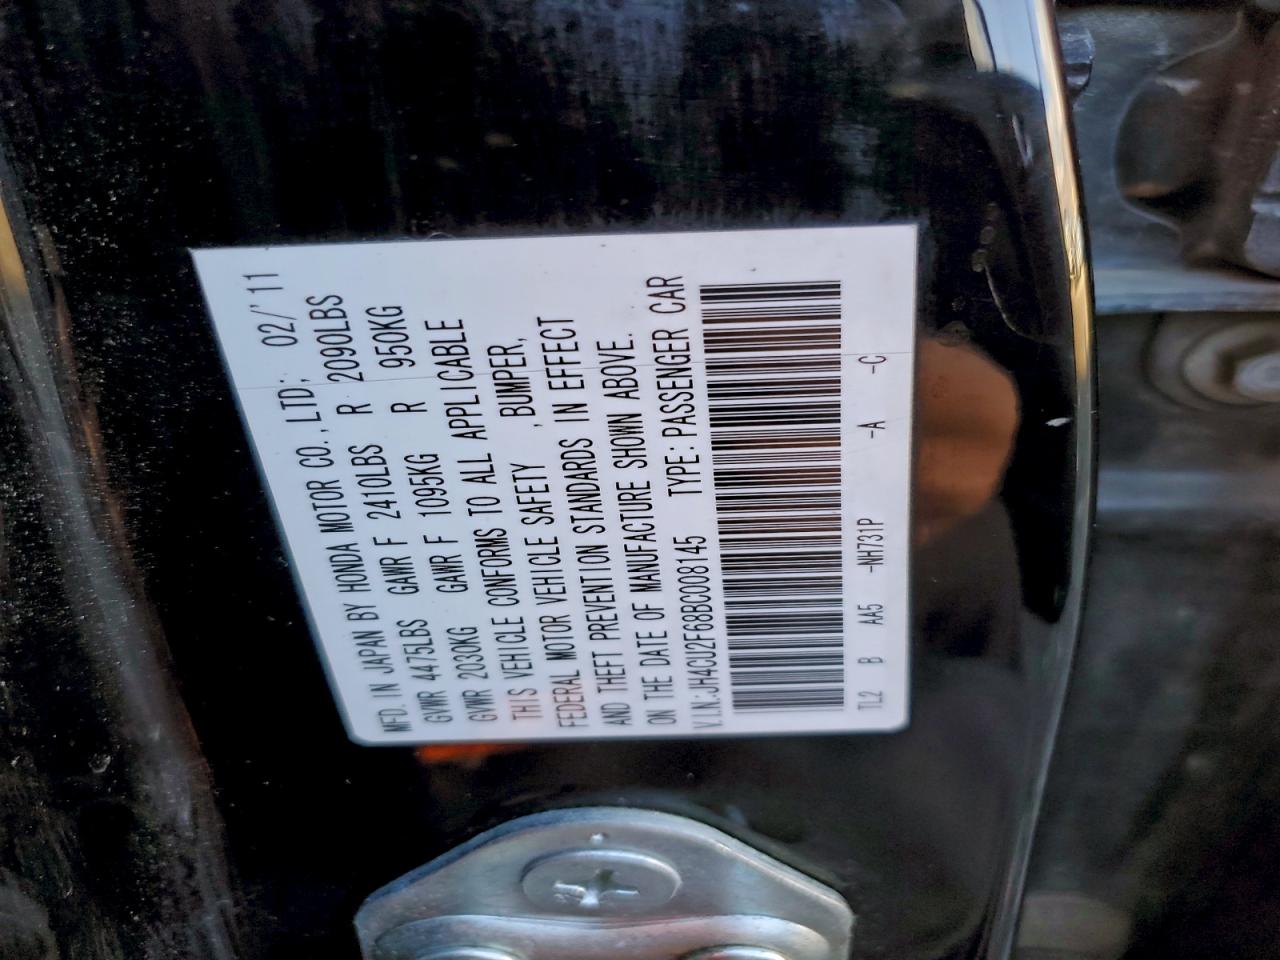 MFD. IN JAPAN BY HONDA MOTOR CO., LTD; 02/'11
GVWR 4475LBS GAWR F 2410LBS R 2090LBS
GVWR 2030KG GAWR F 1095KG R 950KG
THIS VEHICLE CONFORMS TO ALL APPLICABLE
FEDERAL MOTOR VEHICLE SAFETY , BUMPER,
AND THEFT PREVENTION STANDARDS IN EFFECT
ON THE DATE OF MANUFACTURE SHOWN ABOVE.
V.I.N.:JH4CU2F68BC008145 TYPE:PASSENGER CAR
TL2 B AA5 -NH731P -A -C